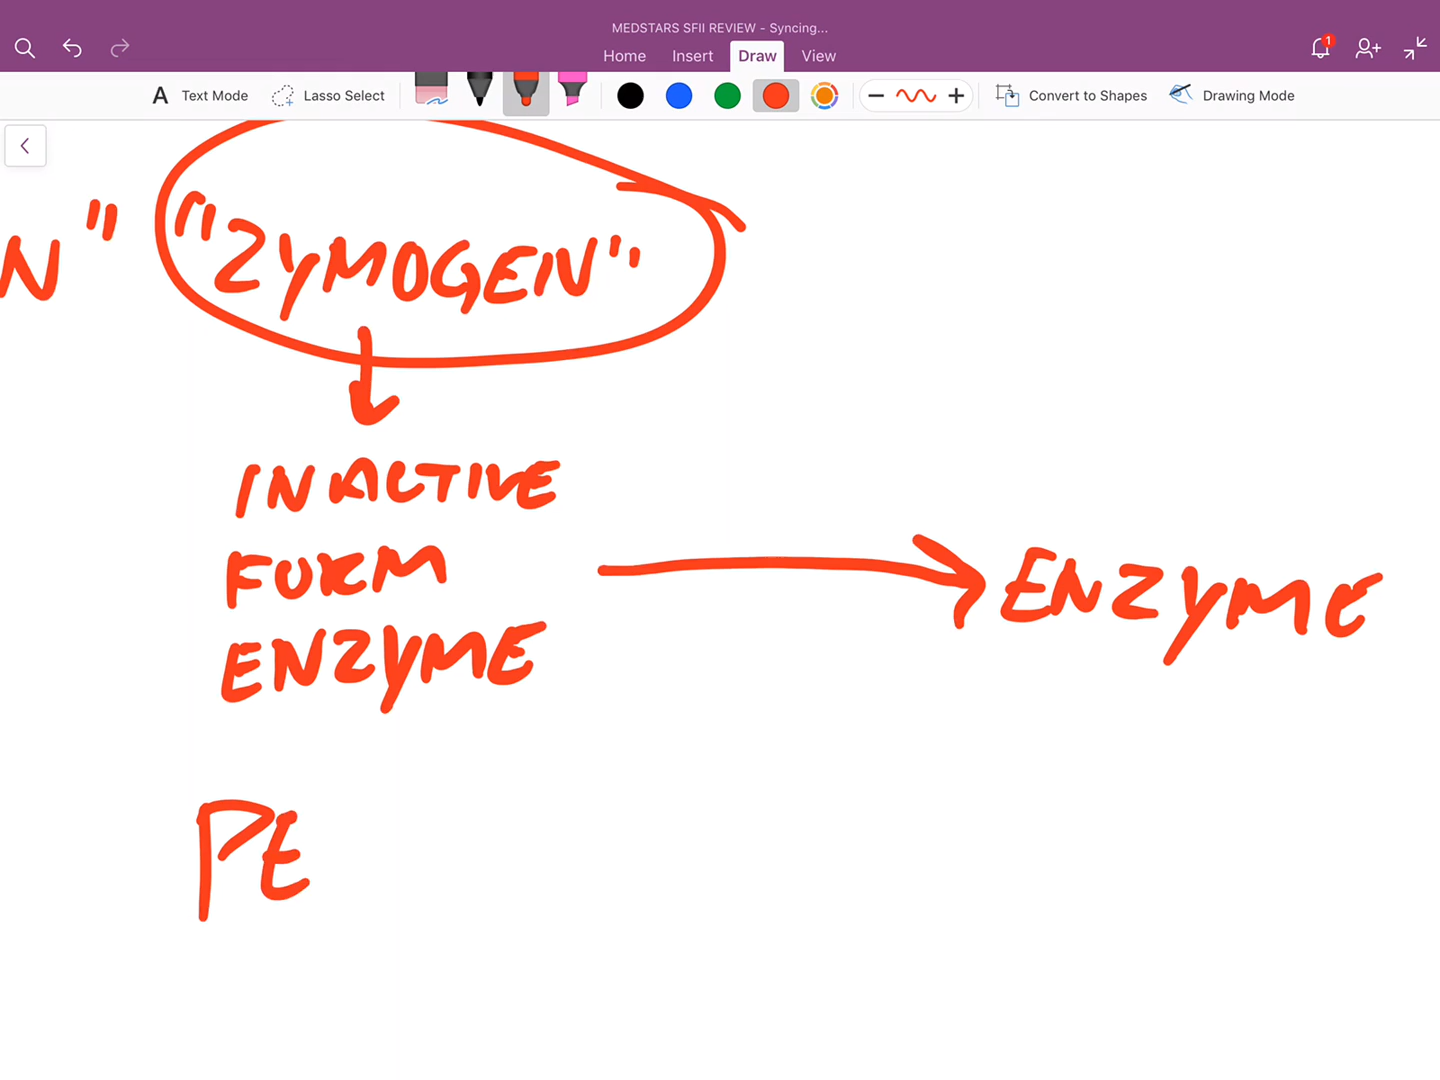 MEDSTARS SFII REVIEW - Syncing...
Home Insert Draw View
1
A Text Mode Lasso Select Convert to Shapes Drawing Mode
N" "ZYMOGEN"
INACTIVE
FORM
ENZYME
ENZYME
PE